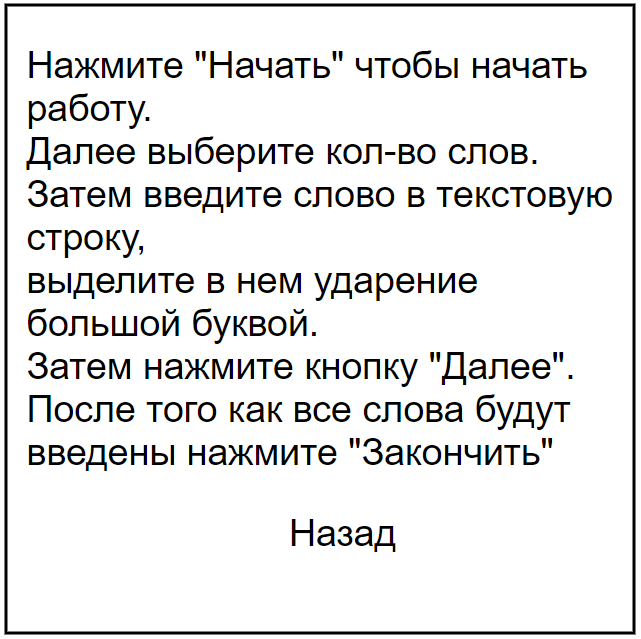 Нажмите "Начать" чтобы начать
работу.
Далее выберите кол-во слов.
Затем введите слово в текстовую
строку,
выделите в нем ударение
большой буквой.
Затем нажмите кнопку "Далее".
После того как все слова будут
введены нажмите "Закончить"
Назад